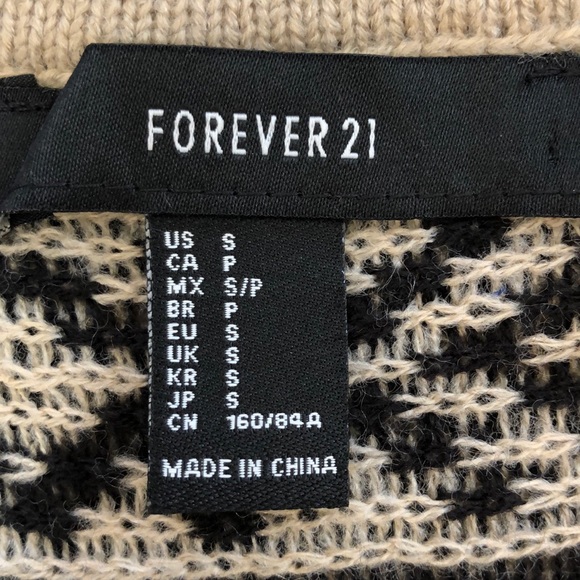 FOREVER 21
US S
CA P
MX S/P
BR P
EU S
UK S
KR S
JP S
CN 160/84A
MADE IN CHINA